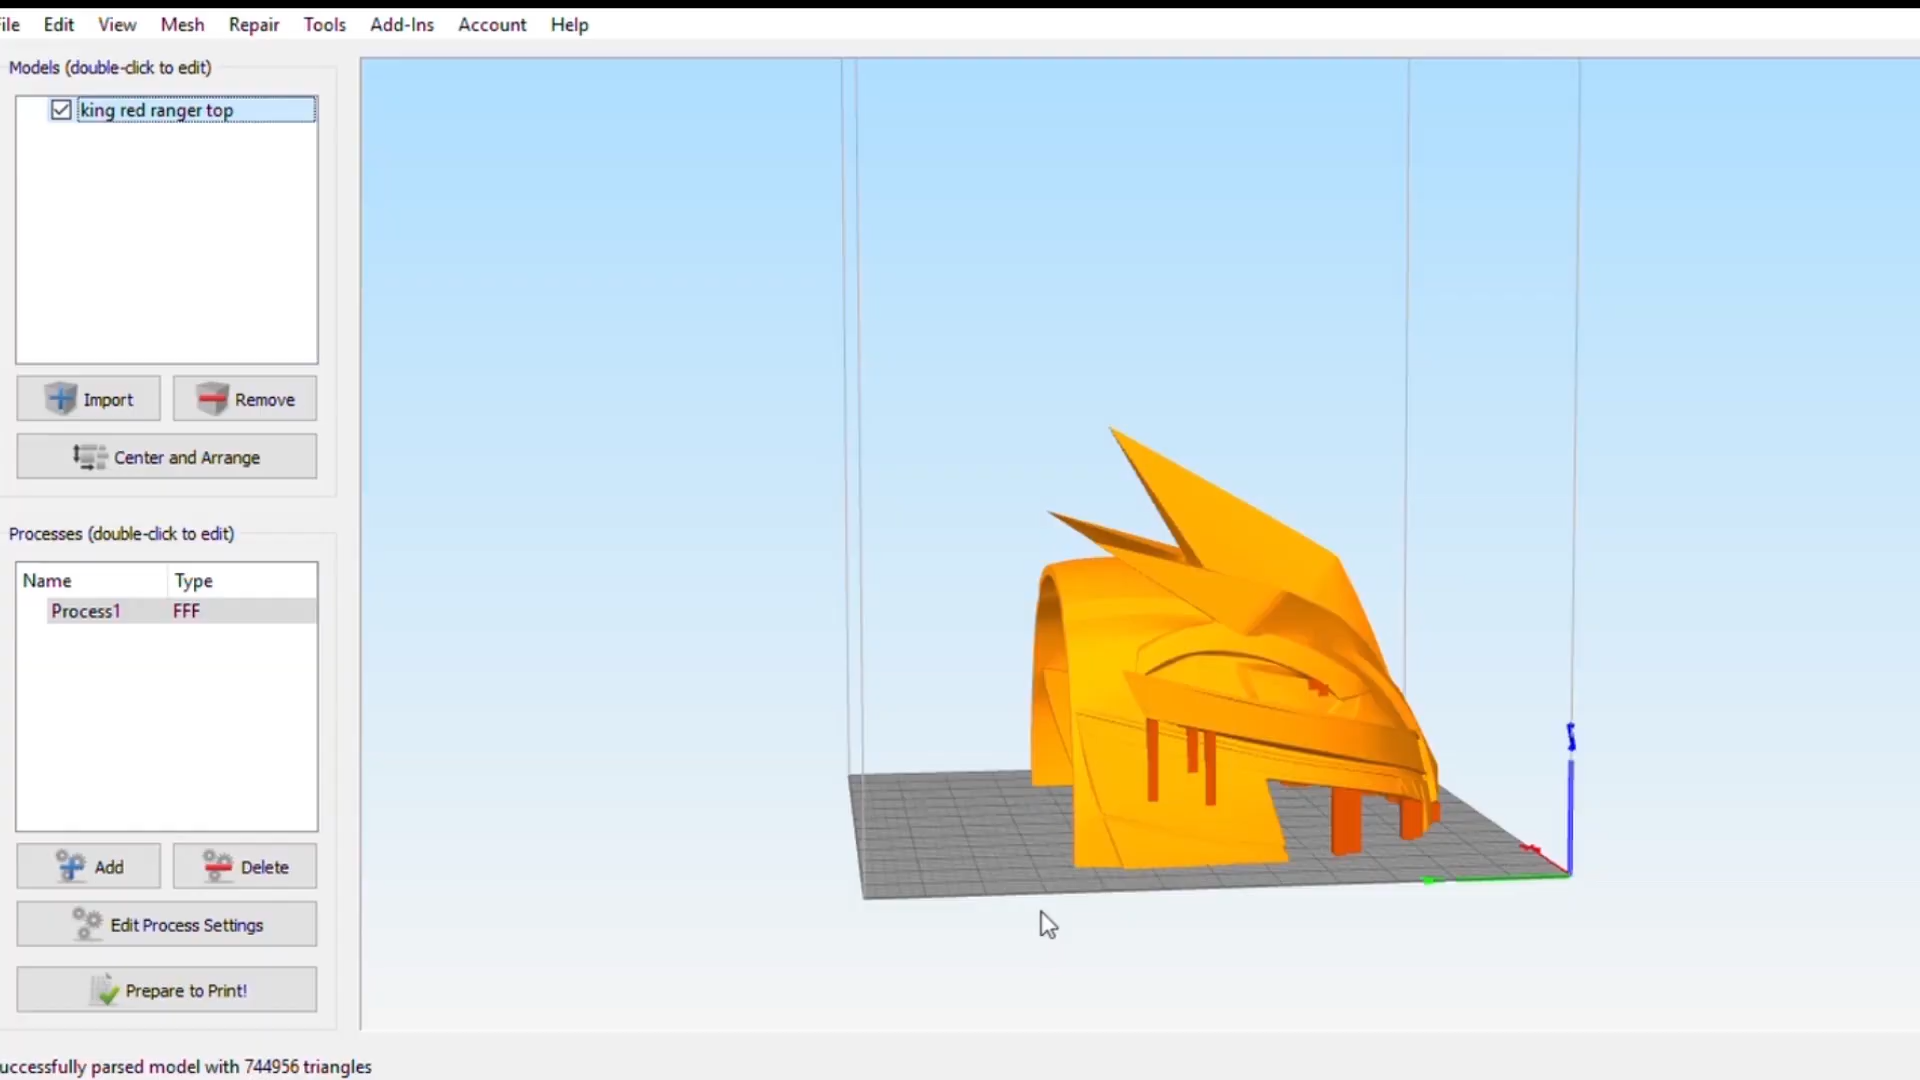 ile Edit View Mesh Repair Tools Add-Ins Account Help
Models (double-click to edit)
king red ranger top
Import Remove
Center and Arrange
Processes (double-click to edit)
Name Type
Process1 FFF
Add Delete
Edit Process Settings
Prepare to Print!
uccessfully parsed model with 744956 triangles